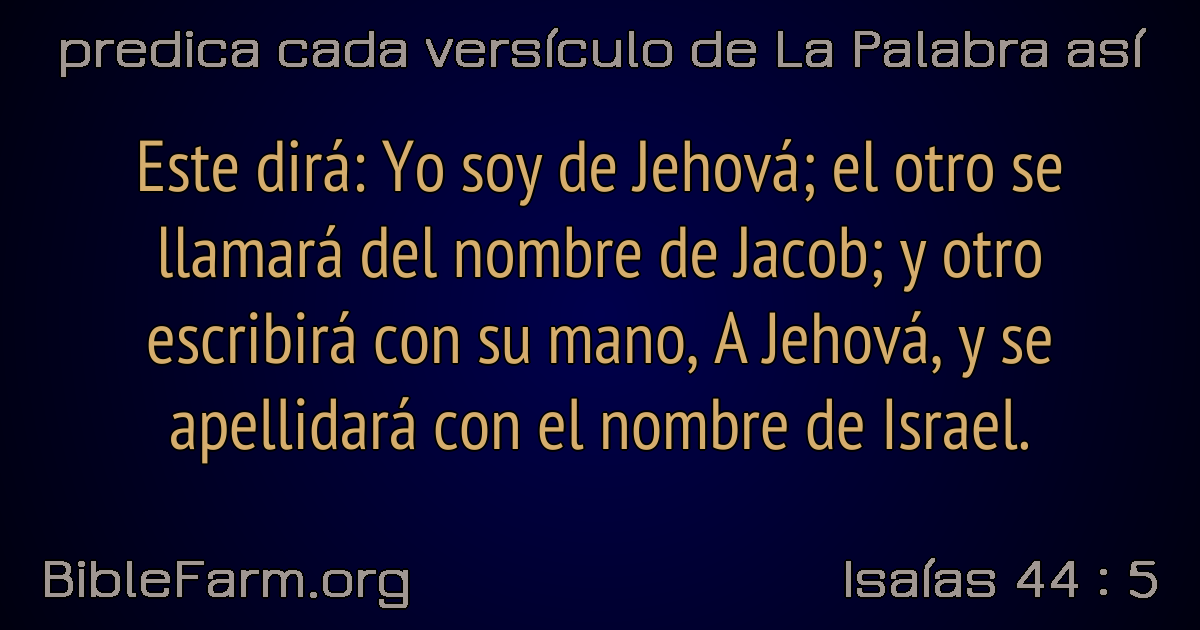 predica cada versículo de La Palabra así
Este dirá: Yo soy de Jehová; el otro se
llamará del nombre de Jacob; y otro
escribirá con su mano, A Jehová, y se
apellidará con el nombre de Israel.
BibleFarm.org
Isaías 44 : 5